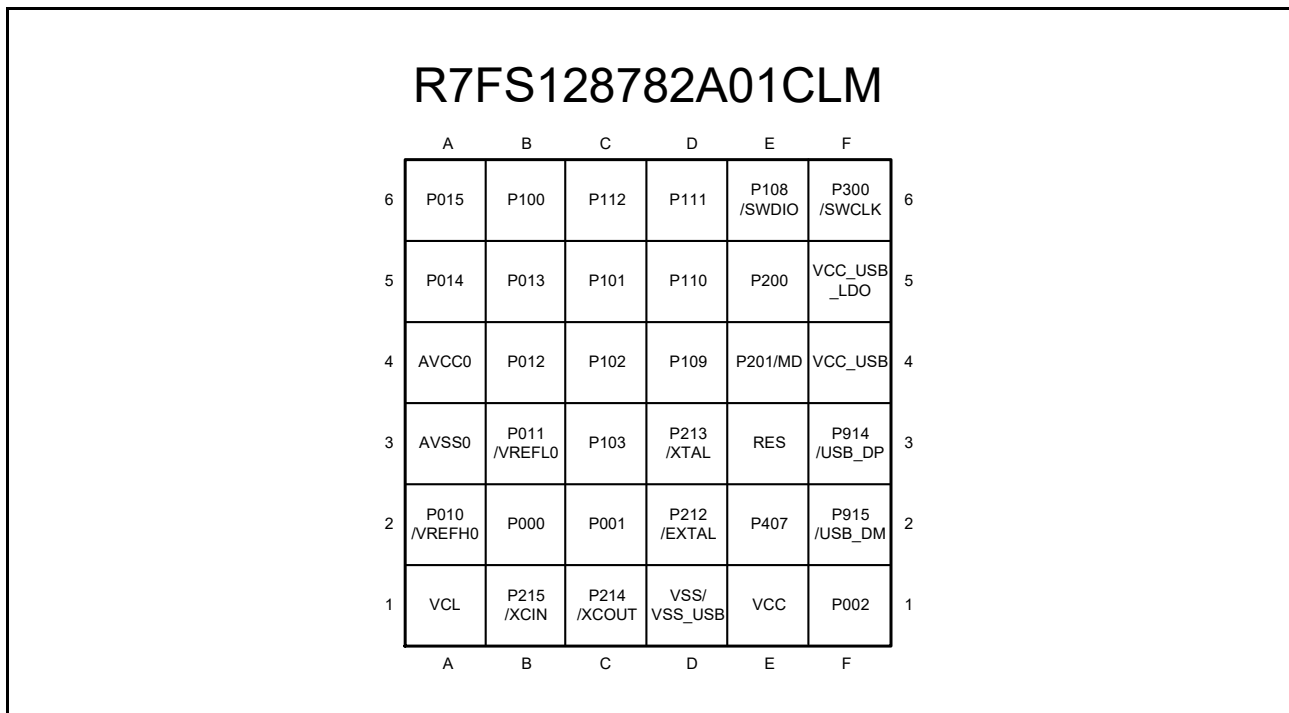 R7FS128782A01CLM
A B C D E F
6 P015 P100 P112 P111 P108 /SWDIO P300 /SWCLK 6
5 P014 P013 P101 P110 P200 VCC_USB _LDO 5
4 AVCC0 P012 P102 P109 P201/MD VCC_USB 4
3 AVSS0 P011 /VREFL0 P103 P213 /XTAL RES P914 /USB_DP 3
2 P010 /VREFH0 P000 P001 P212 /EXTAL P407 P915 /USB_DM 2
1 VCL P215 /XCIN P214 /XCOUT VSS/ VSS_USB VCC P002 1
A B C D E F